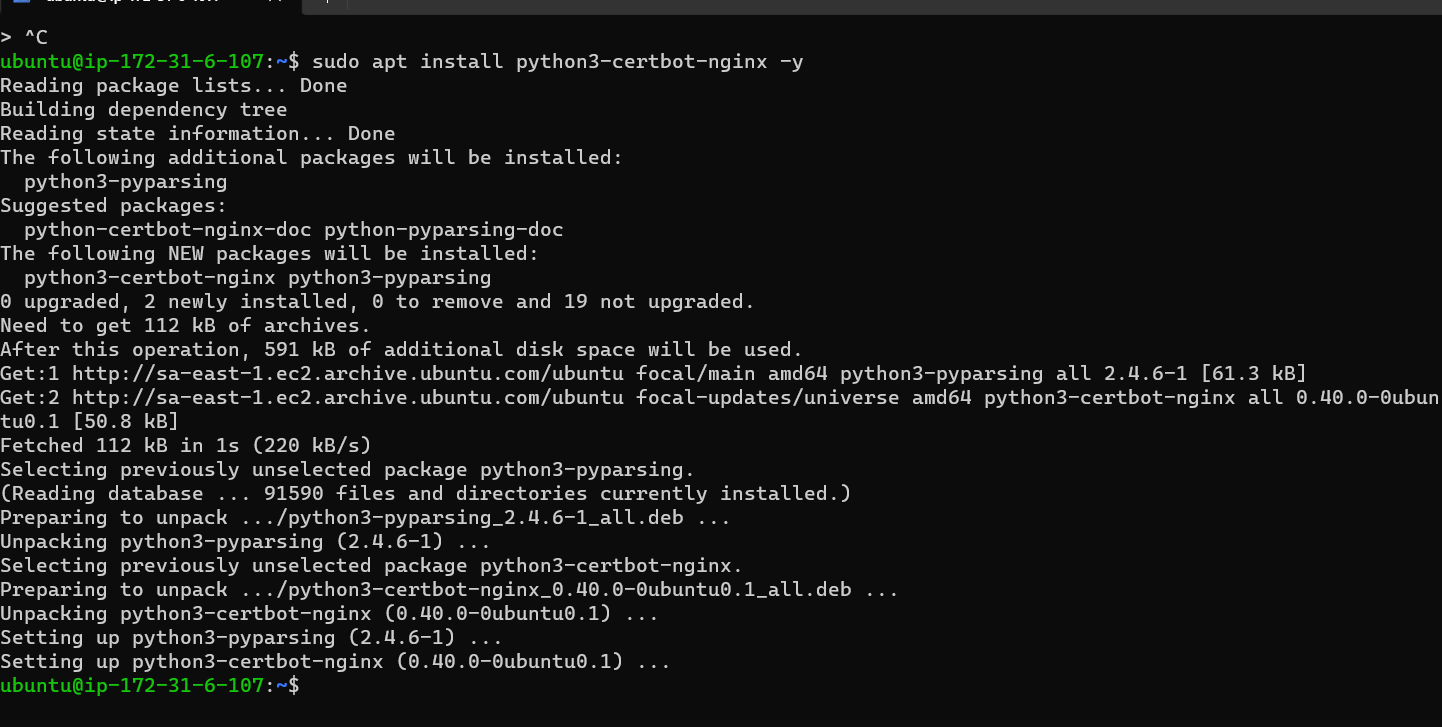 > ^C
ubuntu@ip-172-31-6-107:~$ sudo apt install python3-certbot-nginx -y
Reading package lists... Done
Building dependency tree
Reading state information... Done
The following additional packages will be installed:
  python3-pyparsing
Suggested packages:
  python-certbot-nginx-doc python-pyparsing-doc
The following NEW packages will be installed:
  python3-certbot-nginx python3-pyparsing
0 upgraded, 2 newly installed, 0 to remove and 19 not upgraded.
Need to get 112 kB of archives.
After this operation, 591 kB of additional disk space will be used.
Get:1 http://sa-east-1.ec2.archive.ubuntu.com/ubuntu focal/main amd64 python3-pyparsing all 2.4.6-1 [61.3 kB]
Get:2 http://sa-east-1.ec2.archive.ubuntu.com/ubuntu focal-updates/universe amd64 python3-certbot-nginx all 0.40.0-0ubun
tu0.1 [50.8 kB]
Fetched 112 kB in 1s (220 kB/s)
Selecting previously unselected package python3-pyparsing.
(Reading database ... 91590 files and directories currently installed.)
Preparing to unpack .../python3-pyparsing_2.4.6-1_all.deb ...
Unpacking python3-pyparsing (2.4.6-1) ...
Selecting previously unselected package python3-certbot-nginx.
Preparing to unpack .../python3-certbot-nginx_0.40.0-0ubuntu0.1_all.deb ...
Unpacking python3-certbot-nginx (0.40.0-0ubuntu0.1) ...
Setting up python3-pyparsing (2.4.6-1) ...
Setting up python3-certbot-nginx (0.40.0-0ubuntu0.1) ...
ubuntu@ip-172-31-6-107:~$